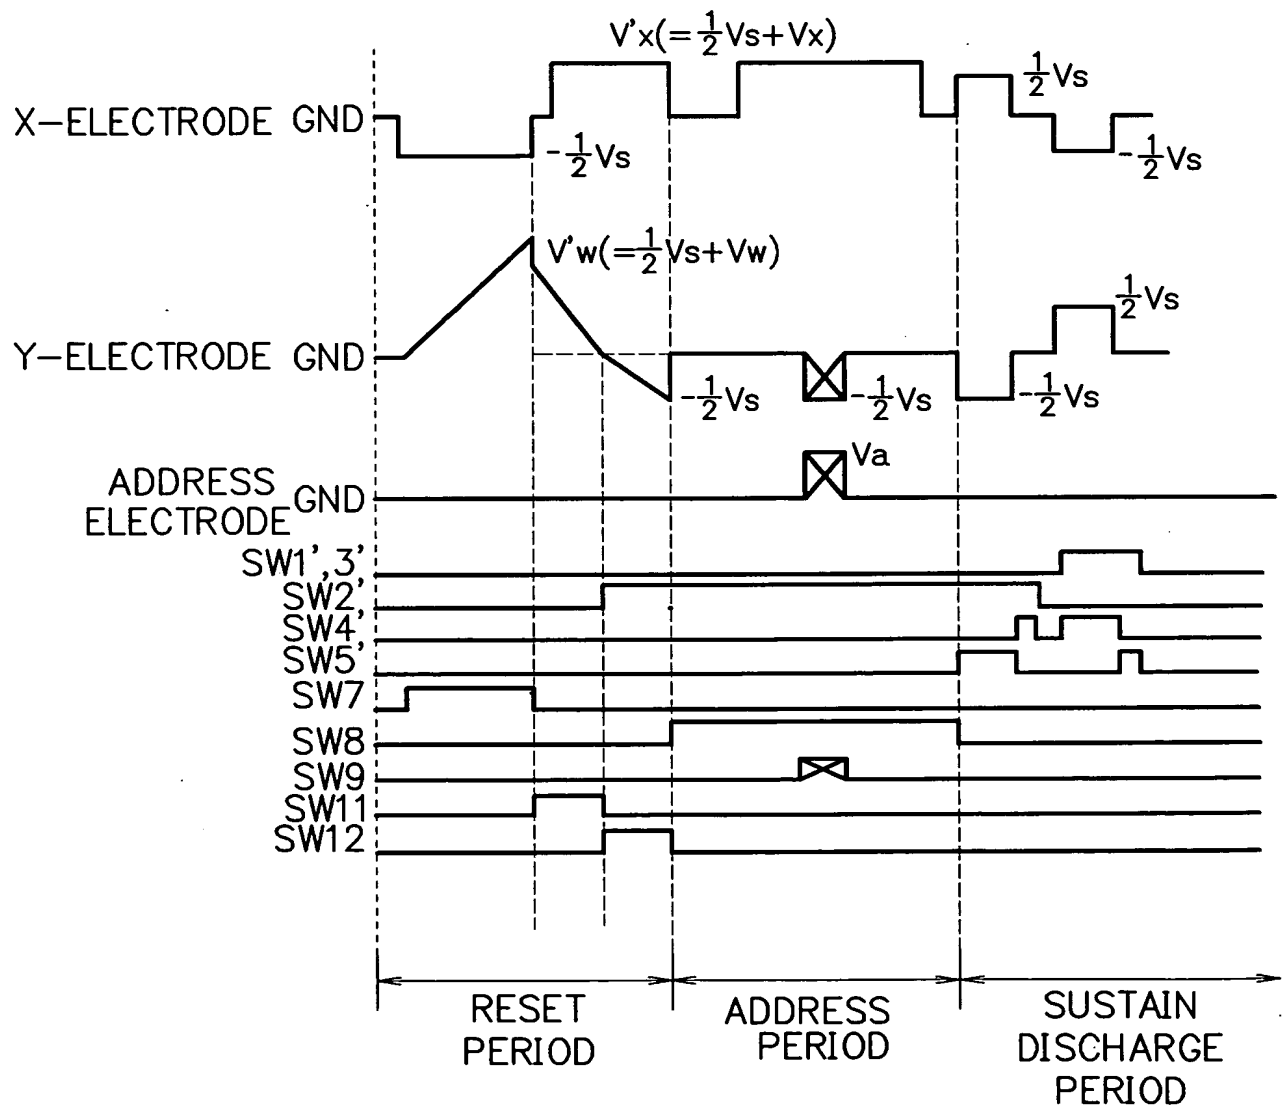 V'x(=1/2Vs+Vx)
1/2Vs
X-ELECTRODE GND
-1/2Vs
-1/2Vs
V'w(=1/2Vs+Vw)
1/2Vs
Y-ELECTRODE GND
-1/2Vs
-1/2Vs
-1/2Vs
Va
ADDRESS
ELECTRODE GND
SW1',3'
SW2'
SW4'
SW5'
SW7
SW8
SW9
SW11
SW12
RESET
PERIOD
ADDRESS
PERIOD
SUSTAIN
DISCHARGE
PERIOD